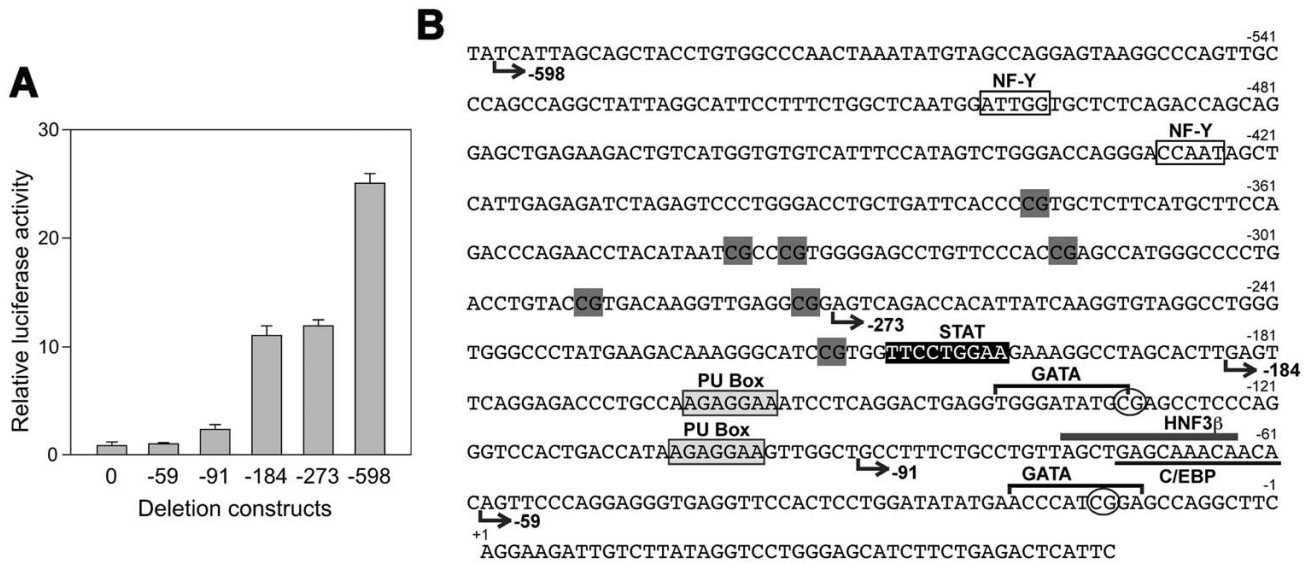 A
30
20
10
0
Relative luciferase activity
0 -59 -91 -184 -273 -598
Deletion constructs
B
-541
TATCATTAGCAGCTACCTGTGGCCCAACTAAATATGTAGCCAGGAGTAAGGCCCAGTTGC
-598
NF-Y
-481
CCAGCCAGGCTATTAGGCATTCCTTTCTGGCTCAATGGATTGGTGCTCTCAGACCAGCAG
NF-Y
-421
GAGCTGAGAAGACTGTCATGGTGTGTCATTTCCATAGTCTGGGACCAGGGACCAATAGCT
-361
CATTGAGAGATCTAGAGTCCCTGGGACCTGCTGATTCACCCCGTGCTCTTCATGCTTCCA
-301
GACCCAGAACCTACATAATCGCCCGTGGGGAGCCTGTTCCCACCGAGCCATGGGCCCCTG
-241
ACCTGTACCGTGACAAGGTTGAGGCGGAGTCAGACCACATTATCAAGGTGTAGGCCTGGG
-273
STAT
-181
TGGGCCCTATGAAGACAAAGGGCATCCGTGGTTCCTGGAAGAAAGGCCTAGCACTTGAGT
-184
PU Box
GATA
-121
TCAGGAGACCCTGCCAAGAGGAAATCCTCAGGACTGAGGTGGGATATGCGAGCCTCCCAG
PU Box
HNF3β
-61
GGTCCACTGACCATAAGAGGAAGTTGGCTGCCTTTCTGCCTGTTAGCTGAGCAAACAACA
-91
GATA
C/EBP
-1
CAGTTCCCAGGAGGGTGAGGTTCCACTCCTGGATATATGAACCCATCGGAGCCAGGCTTC
-59
+1
AGGAAGATTGTCTTATAGGTCCTGGGAGCATCTTCTGAGACTCATTC